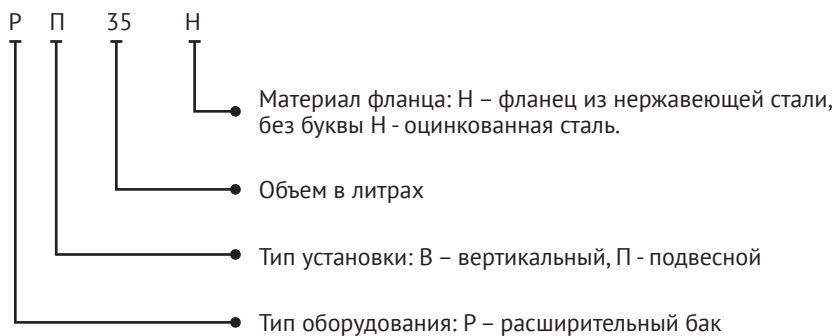 Р П 35 Н
Материал фланца: Н – фланец из нержавеющей стали,
без буквы Н - оцинкованная сталь.
Объем в литрах
Тип установки: В – вертикальный, П - подвесной
Тип оборудования: Р – расширительный бак